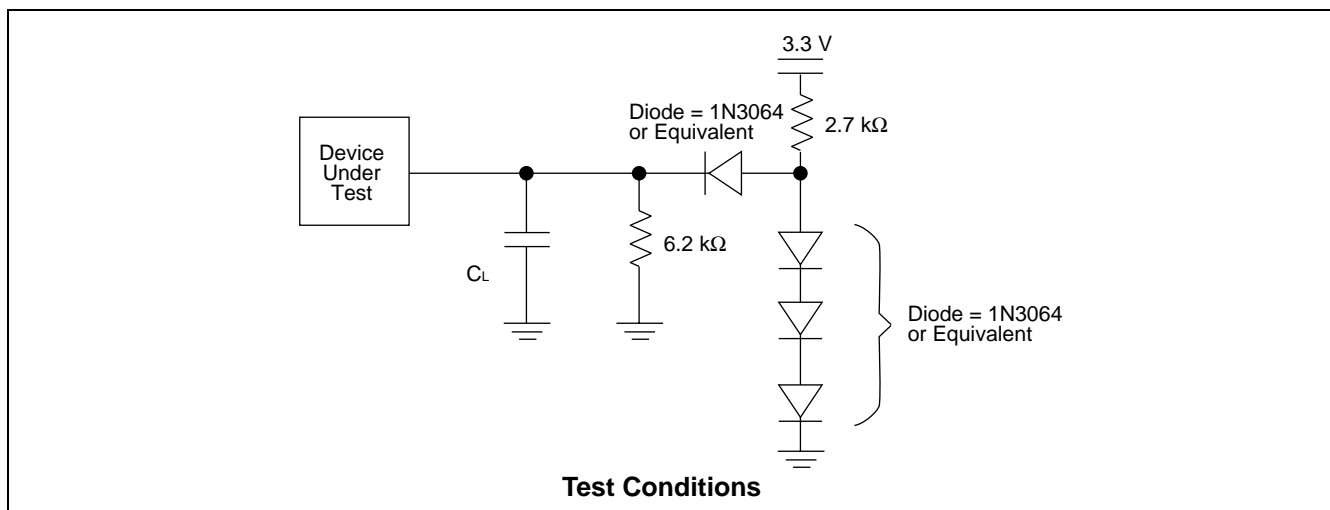 3.3 V
Diode = 1N3064
or Equivalent
2.7 kΩ
Device
Under
Test
6.2 kΩ
CL
Diode = 1N3064
or Equivalent
Test Conditions